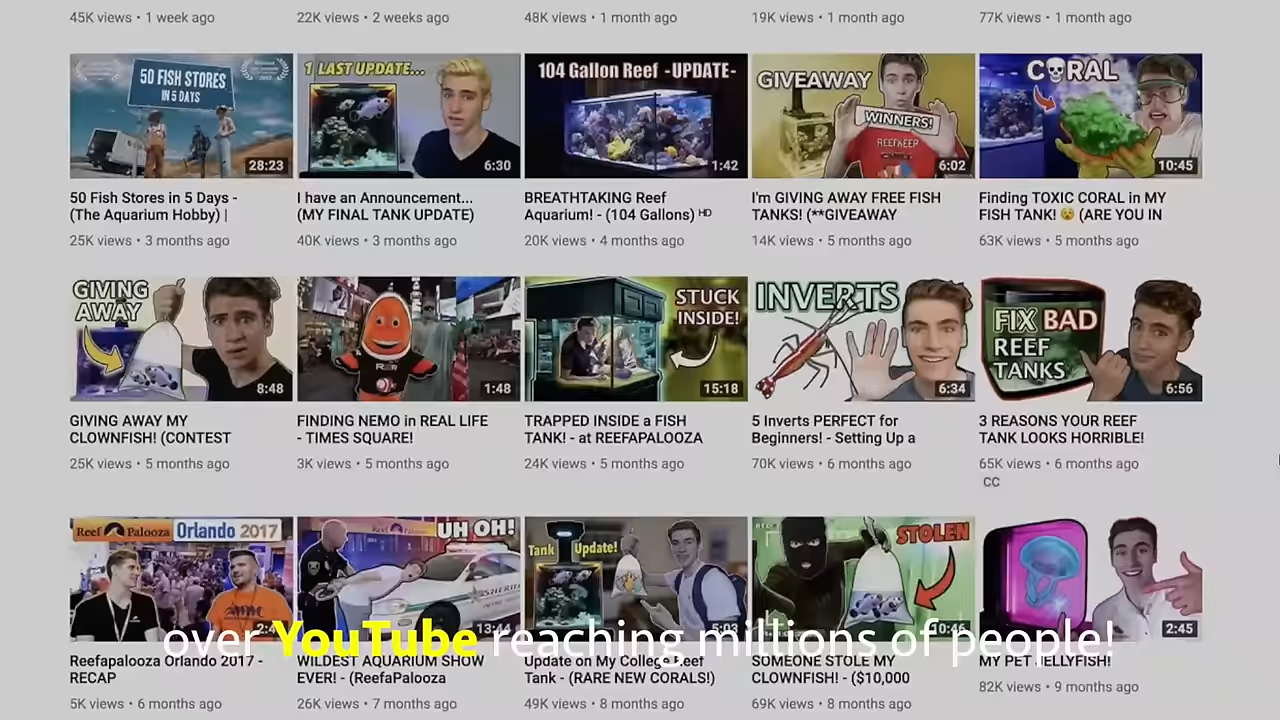 45K views • 1 week ago
22K views • 2 weeks ago
48K views • 1 month ago
19K views • 1 month ago
77K views • 1 month ago
50 FISH STORES
IN 5 DAYS
28:23
1 LAST UPDATE...
6:30
104 Gallon Reef -UPDATE-
1:42
GIVEAWAY
WINNERS!
6:02
CORAL
10:45
50 Fish Stores in 5 Days -
(The Aquarium Hobby) |
25K views • 3 months ago
I have an Announcement...
(MY FINAL TANK UPDATE)
40K views • 3 months ago
BREATHTAKING Reef
Aquarium! - (104 Gallons) ᴴᴰ
20K views • 4 months ago
I'm GIVING AWAY FREE FISH
TANKS! (**GIVEAWAY
14K views • 5 months ago
Finding TOXIC CORAL in MY
FISH TANK! 😵 (ARE YOU IN
63K views • 5 months ago
GIVING
AWAY
8:48
1:48
STUCK
INSIDE!
15:18
INVERTS
6:34
FIX BAD
REEF
TANKS
6:56
GIVING AWAY MY
CLOWNFISH! (CONTEST
25K views • 5 months ago
FINDING NEMO in REAL LIFE
- TIMES SQUARE!
3K views • 5 months ago
TRAPPED INSIDE a FISH
TANK! - at REEFAPALOOZA
24K views • 5 months ago
5 Inverts PERFECT for
Beginners! - Setting Up a
70K views • 6 months ago
3 REASONS YOUR REEF
TANK LOOKS HORRIBLE!
65K views • 6 months ago
CC
Reef Palooza Orlando 2017
UH OH!
13:44
Tank Update!
5:03
STOLEN
10:46
2:45
over YouTube reaching millions of people!
Reefapalooza Orlando 2017 -
RECAP
5K views • 6 months ago
WILDEST AQUARIUM SHOW
EVER! - (ReefaPalooza
26K views • 7 months ago
Update on My College Reef
Tank - (RARE NEW CORALS!)
49K views • 8 months ago
SOMEONE STOLE MY
CLOWNFISH! - ($10,000
69K views • 8 months ago
MY PET JELLYFISH!
82K views • 9 months ago